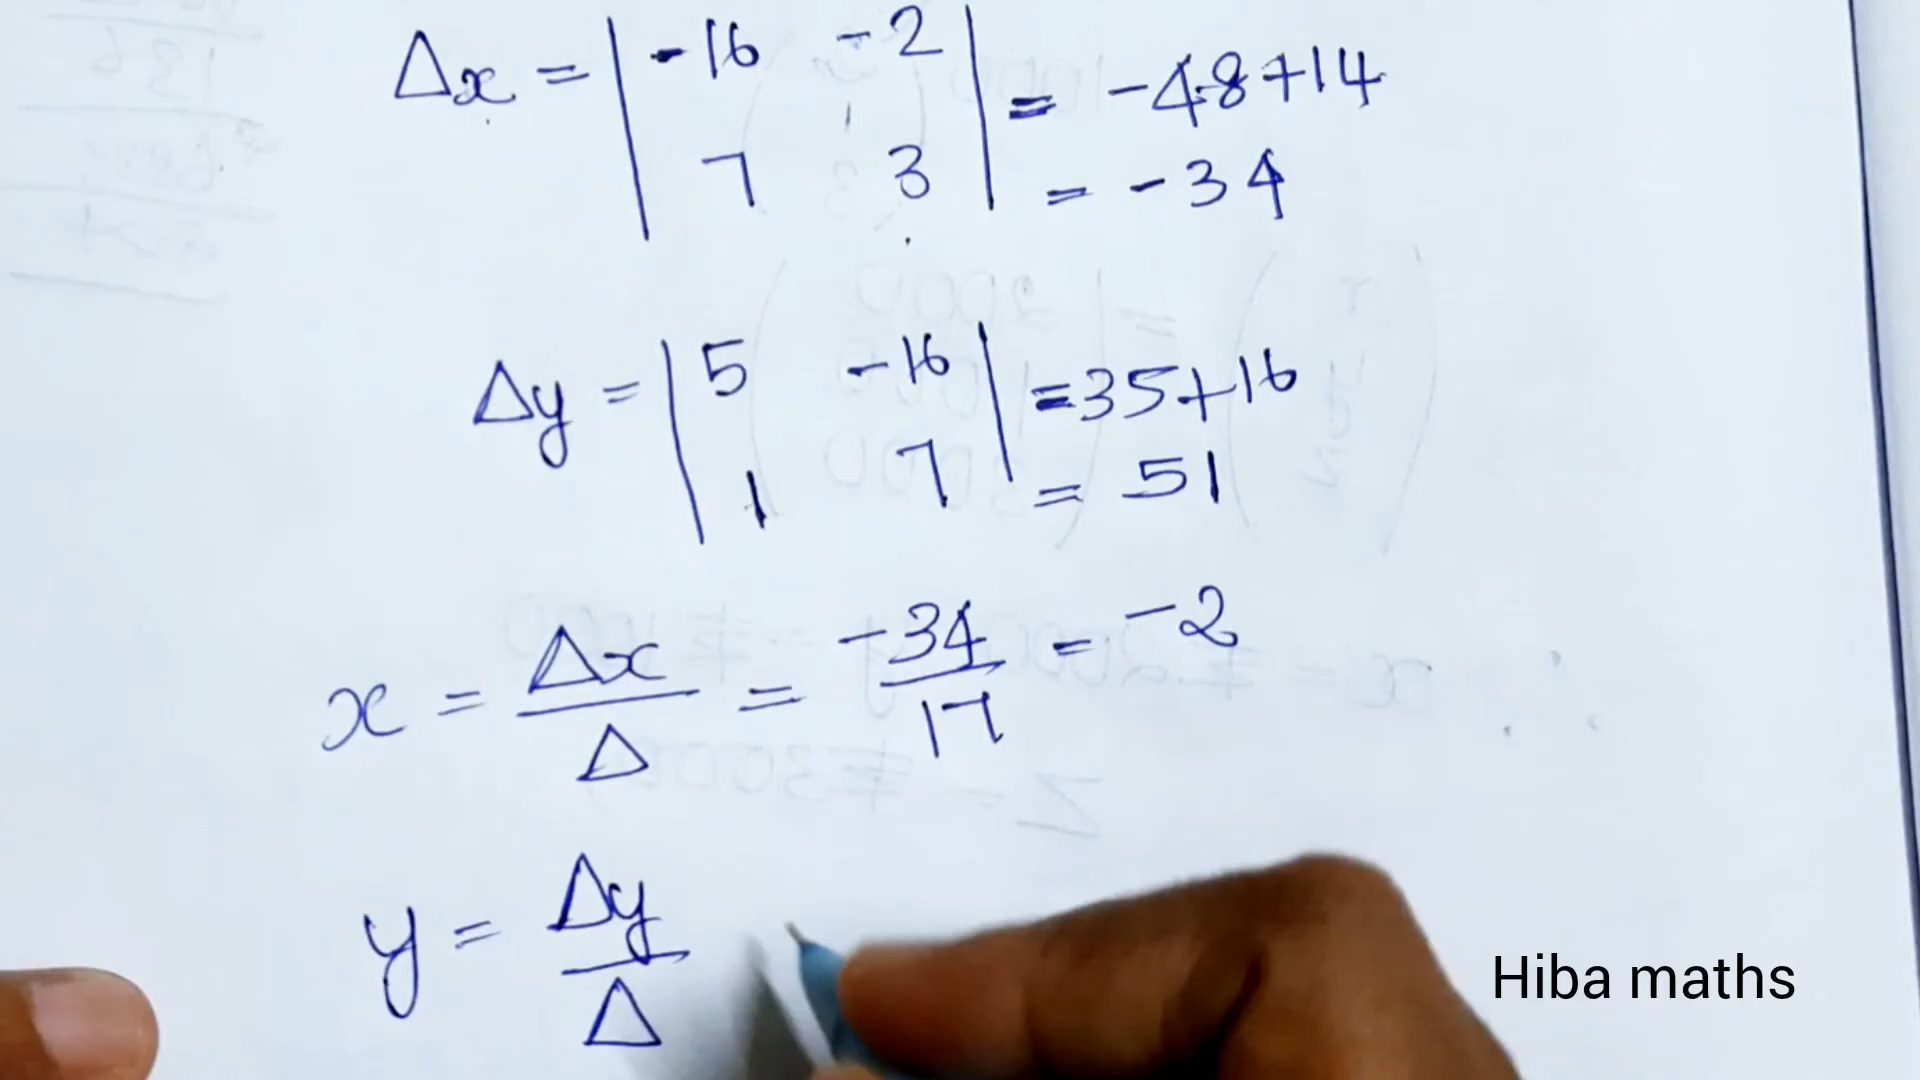 Δx = | -16 -2 | = -48+14
| 7 3 | = -34
Δy = | 5 -16 | = 35+16
| 1 7 | = 51
x = Δx/Δ = -34/17 = -2
y = Δy/Δ
Hiba maths